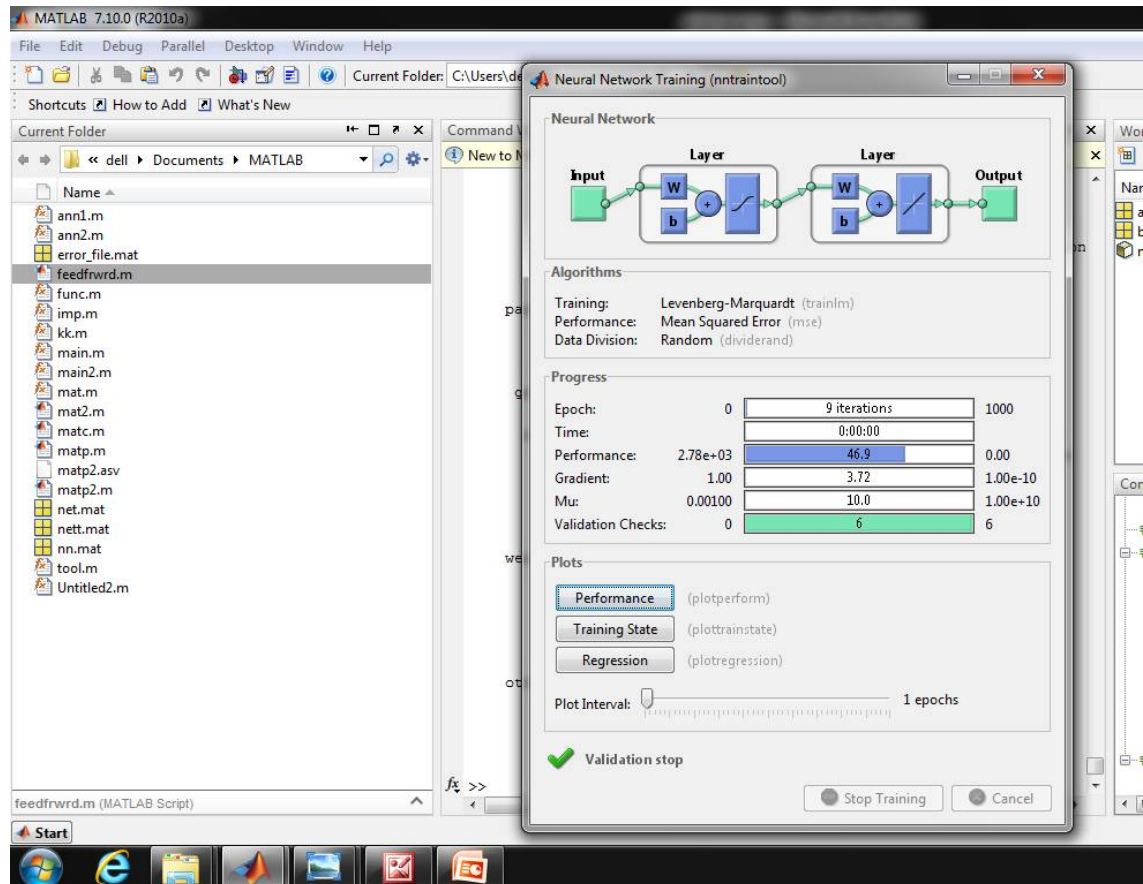 MATLAB 7.10.0 (R2010a)
File Edit Debug Parallel Desktop Window Help
Current Folder: C:\Users\de
Shortcuts How to Add What's New
Current Folder
« dell Documents MATLAB
Name
ann1.m
ann2.m
error_file.mat
feedfrwrd.m
func.m
imp.m
kk.m
main.m
main2.m
mat.m
mat2.m
matc.m
matp.m
matp2.asv
matp2.m
net.mat
nett.mat
nn.mat
tool.m
Untitled2.m
feedfrwrd.m (MATLAB Script)
Start
Command
New to
pa
g
we
ot
fx >>
Neural Network Training (nntraintool)
Neural Network
Input Layer Layer Output
W W
+ +
b b
Algorithms
Training: Levenberg-Marquardt (trainlm)
Performance: Mean Squared Error (mse)
Data Division: Random (dividerand)
Progress
Epoch: 0 9 iterations 1000
Time: 0:00:00
Performance: 2.78e+03 46.9 0.00
Gradient: 1.00 3.72 1.00e-10
Mu: 0.00100 10.0 1.00e+10
Validation Checks: 0 6 6
Plots
Performance (plotperform)
Training State (plottrainstate)
Regression (plotregression)
Plot Interval: 1 epochs
Validation stop
Stop Training Cancel
on
Wor
Nar
a
b
n
Cor